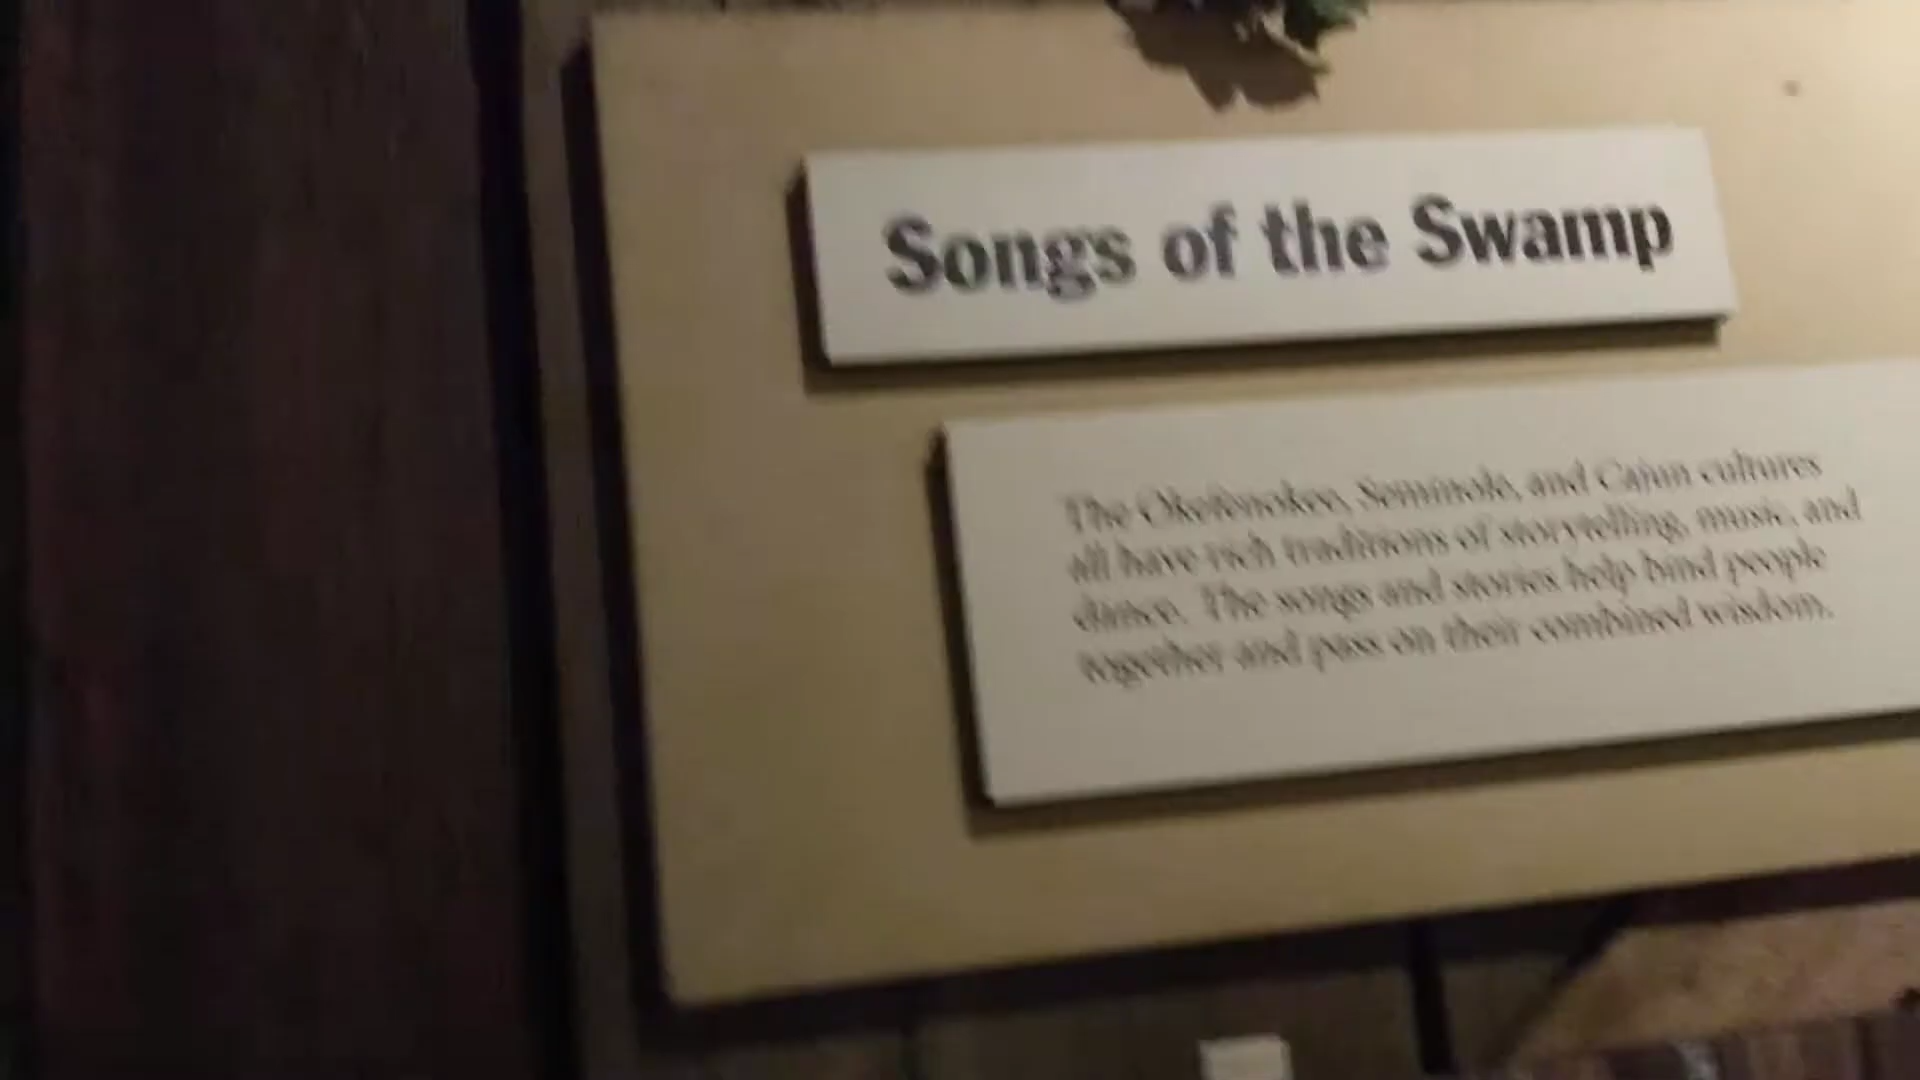 Songs of the Swamp
The Okefenokee, Seminole, and Cajun cultures
all have rich traditions of storytelling, music, and
dance. The songs and stories help bind people
together and pass on their combined wisdom.